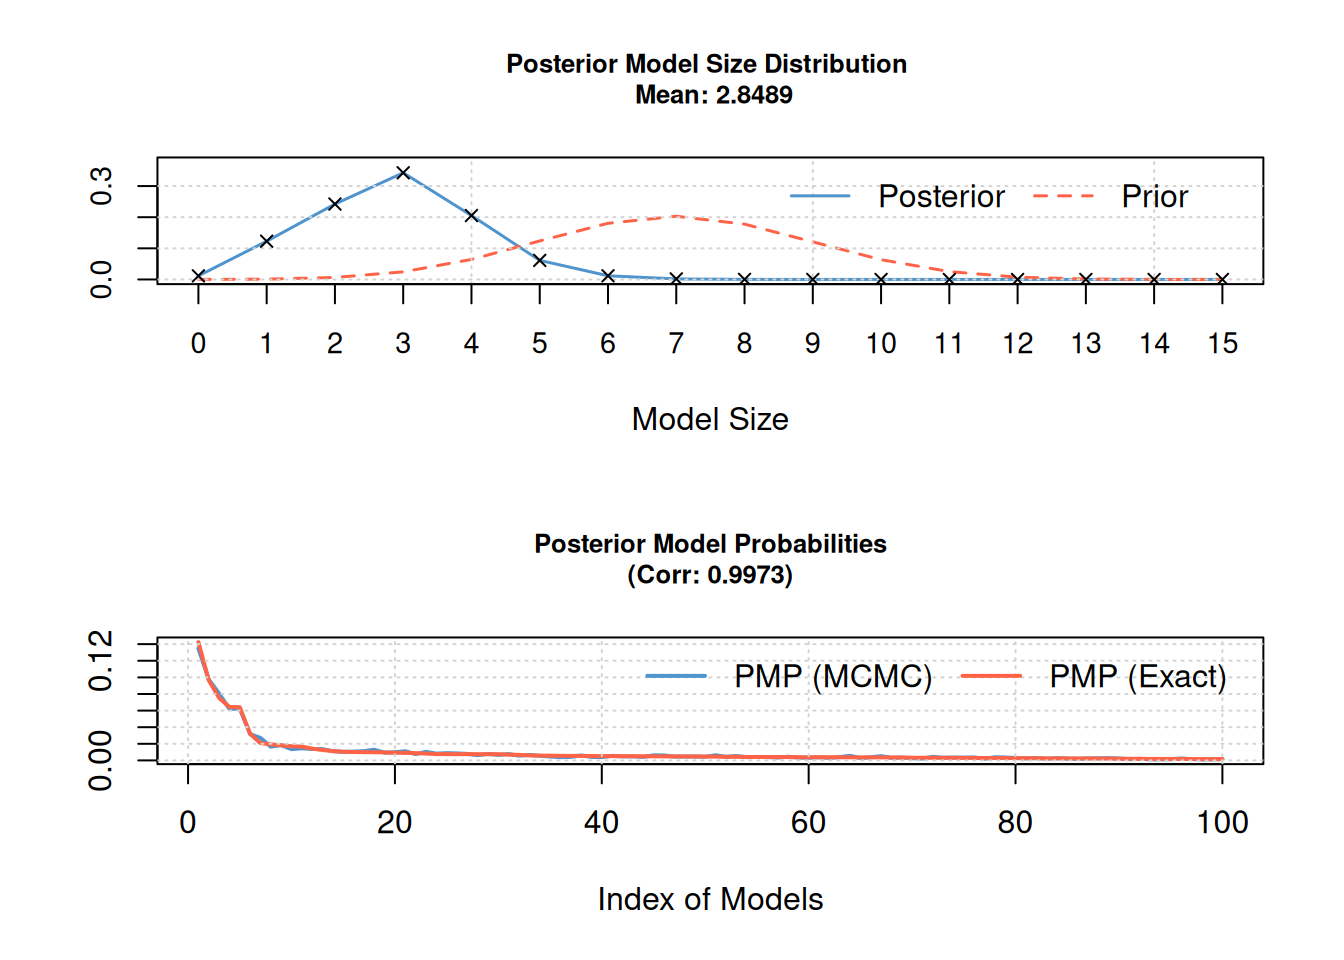 Posterior Model Size Distribution
Mean: 2.8489
0.3
0.0
Posterior
Prior
0 1 2 3 4 5 6 7 8 9 10 11 12 13 14 15
Model Size
Posterior Model Probabilities
(Corr: 0.9973)
0.12
0.00
PMP (MCMC)
PMP (Exact)
0 20 40 60 80 100
Index of Models